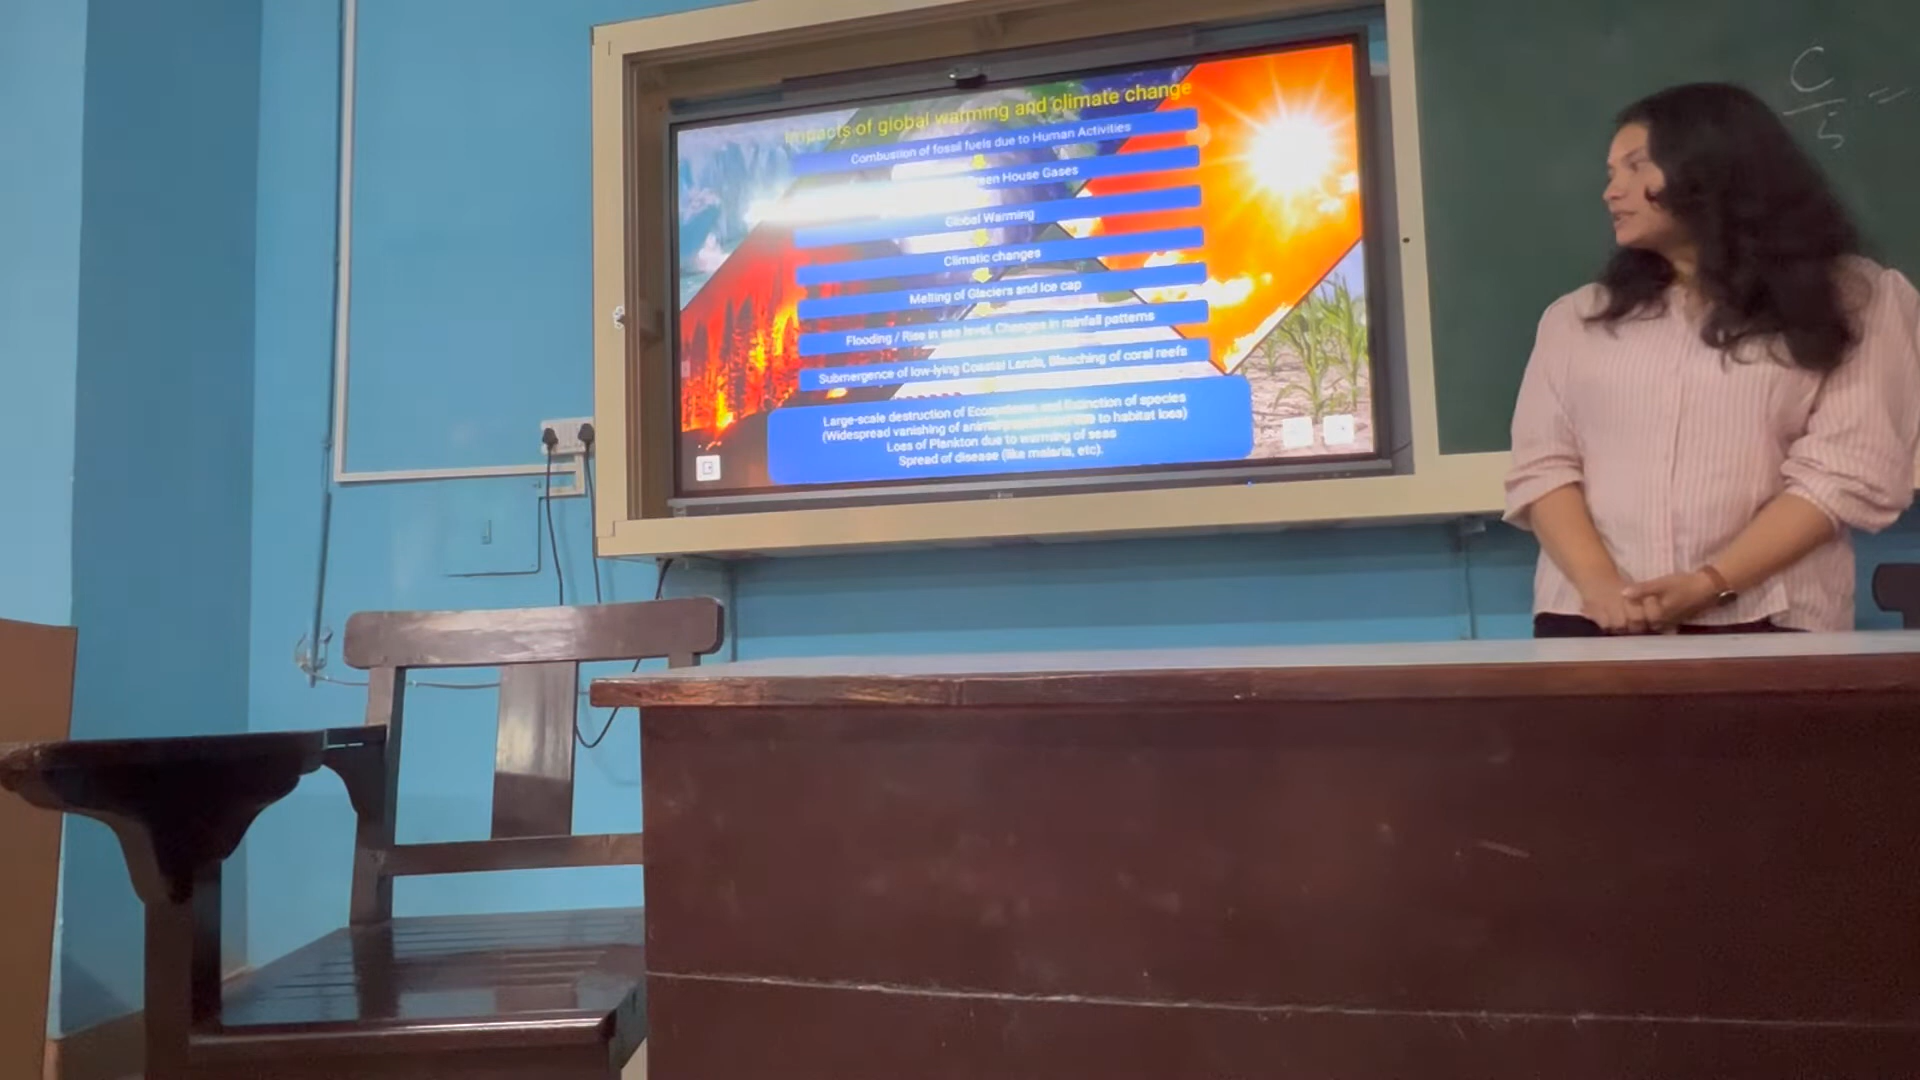 Impacts of global warming and climate change
Combustion of fossil fuels due to Human Activities
Green House Gases
Global Warming
Climatic changes
Melting of Glaciers and Ice cap
Flooding / Rise in sea level, Changes in rainfall patterns
Submergence of low-lying Coastal Lands, Bleaching of coral reefs
Large-scale destruction of Ecosystems and Extinction of species
(Widespread vanishing of animal due to habitat loss)
Loss of Plankton due to warming of seas
Spread of disease (like malaria, etc).
C
5 =